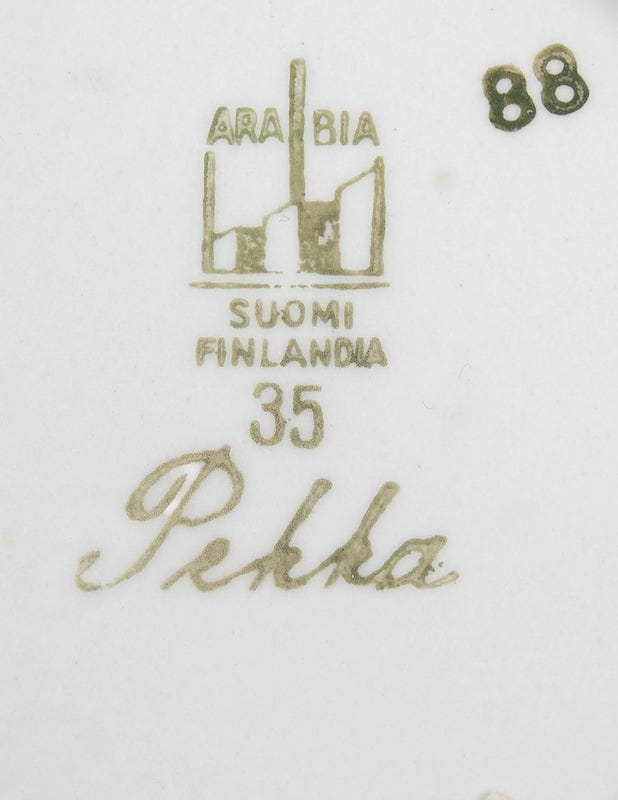 88
ARABIA
SUOMI
FINLANDIA
35
Pekka